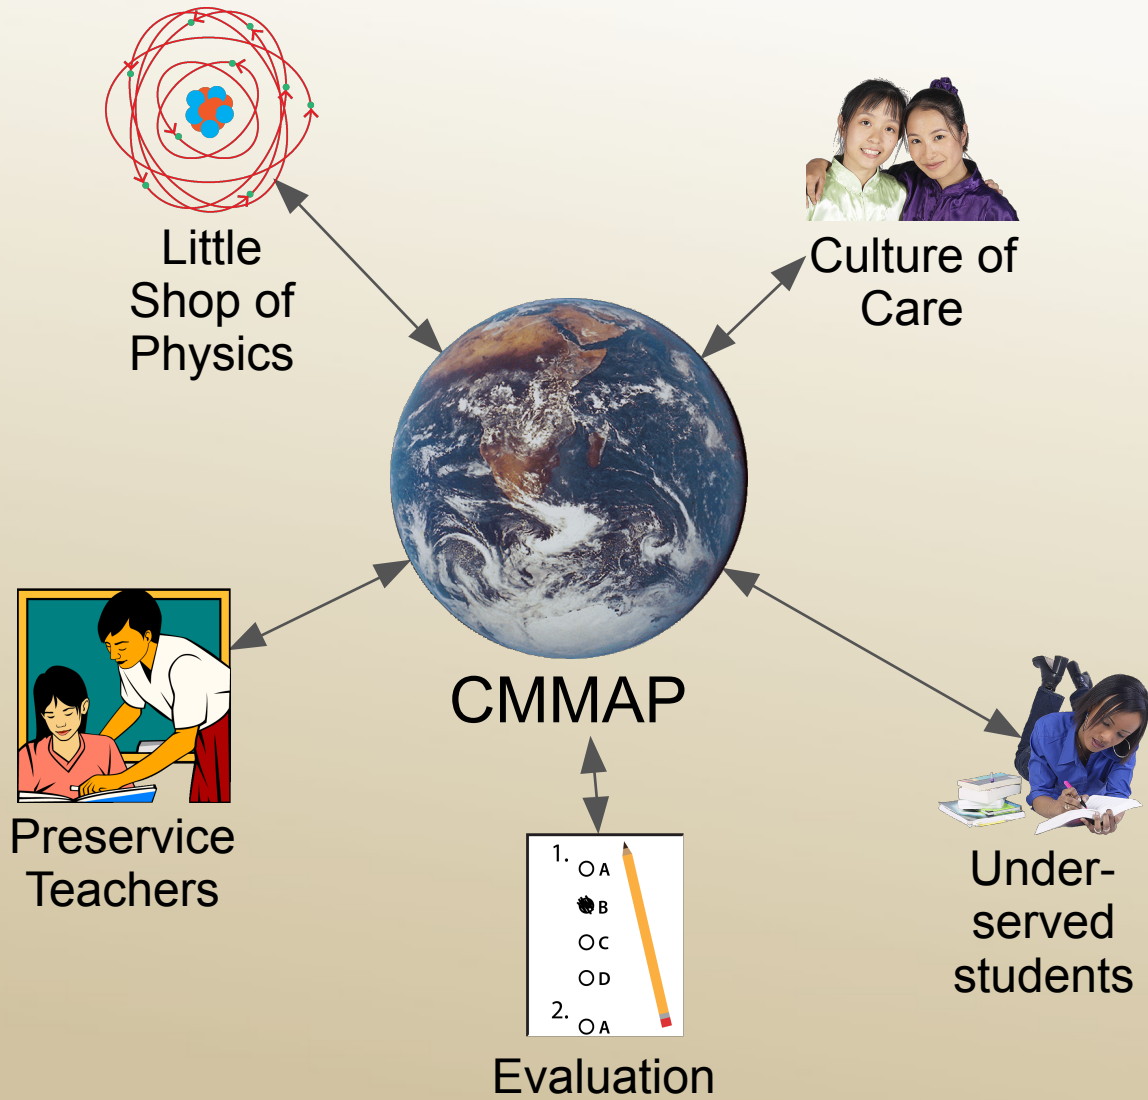 Little
Shop of
Physics
Culture of
Care
CMMAP
Preservice
Teachers
1.
A
B
C
D
2.
A
Evaluation
Under-
served
students